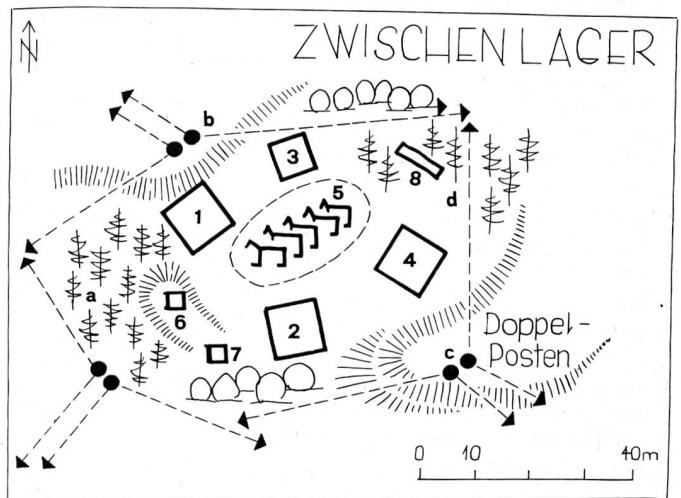 N
ZWISCHENLAGER
b
3
8
5
d
1
4
a
6
2
7
Doppel-
Posten
c
0 10 40m